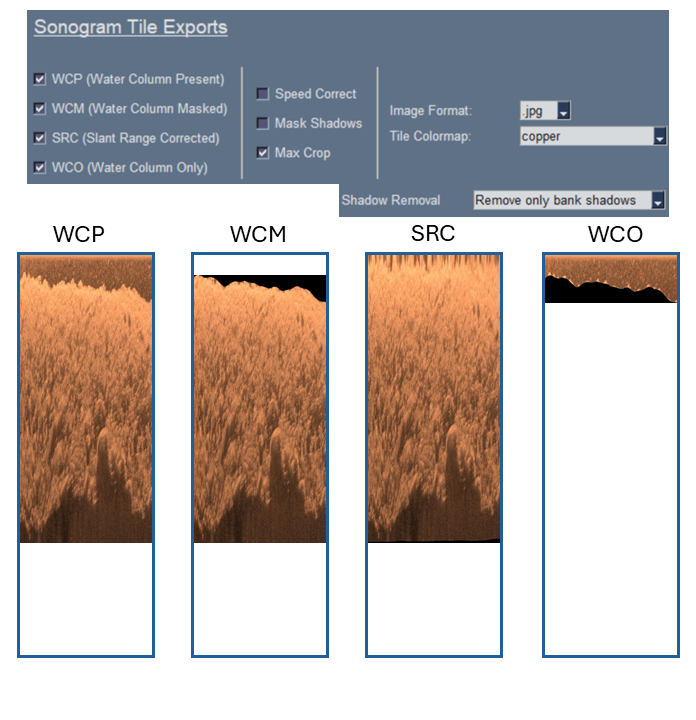 Sonogram Tile Exports
WCP (Water Column Present)
WCM (Water Column Masked)
SRC (Slant Range Corrected)
WCO (Water Column Only)
Speed Correct
Mask Shadows
Max Crop
Image Format: .jpg
Tile Colormap: copper
Shadow Removal Remove only bank shadows
WCP WCM SRC WCO